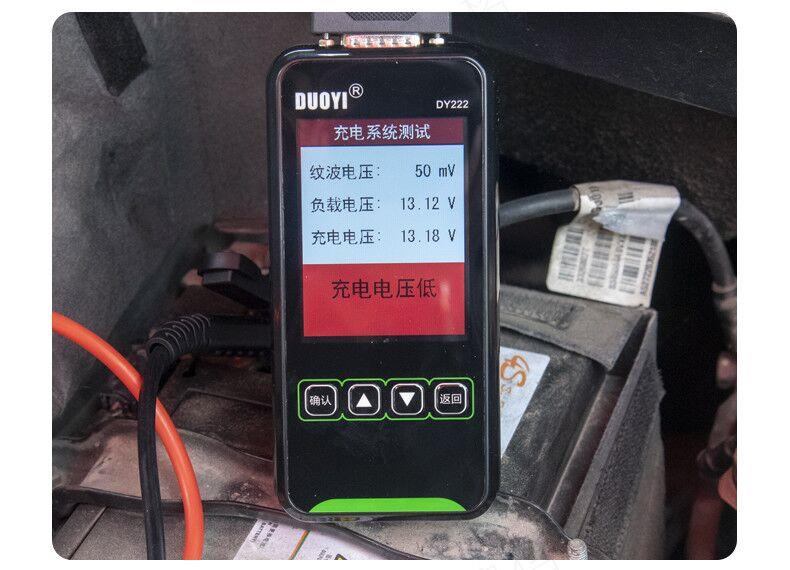 DUOYI®
DY222
充电系统测试
纹波电压: 50 mV
负载电压: 13.12 V
充电电压: 13.18 V
充电电压低
确认
返回